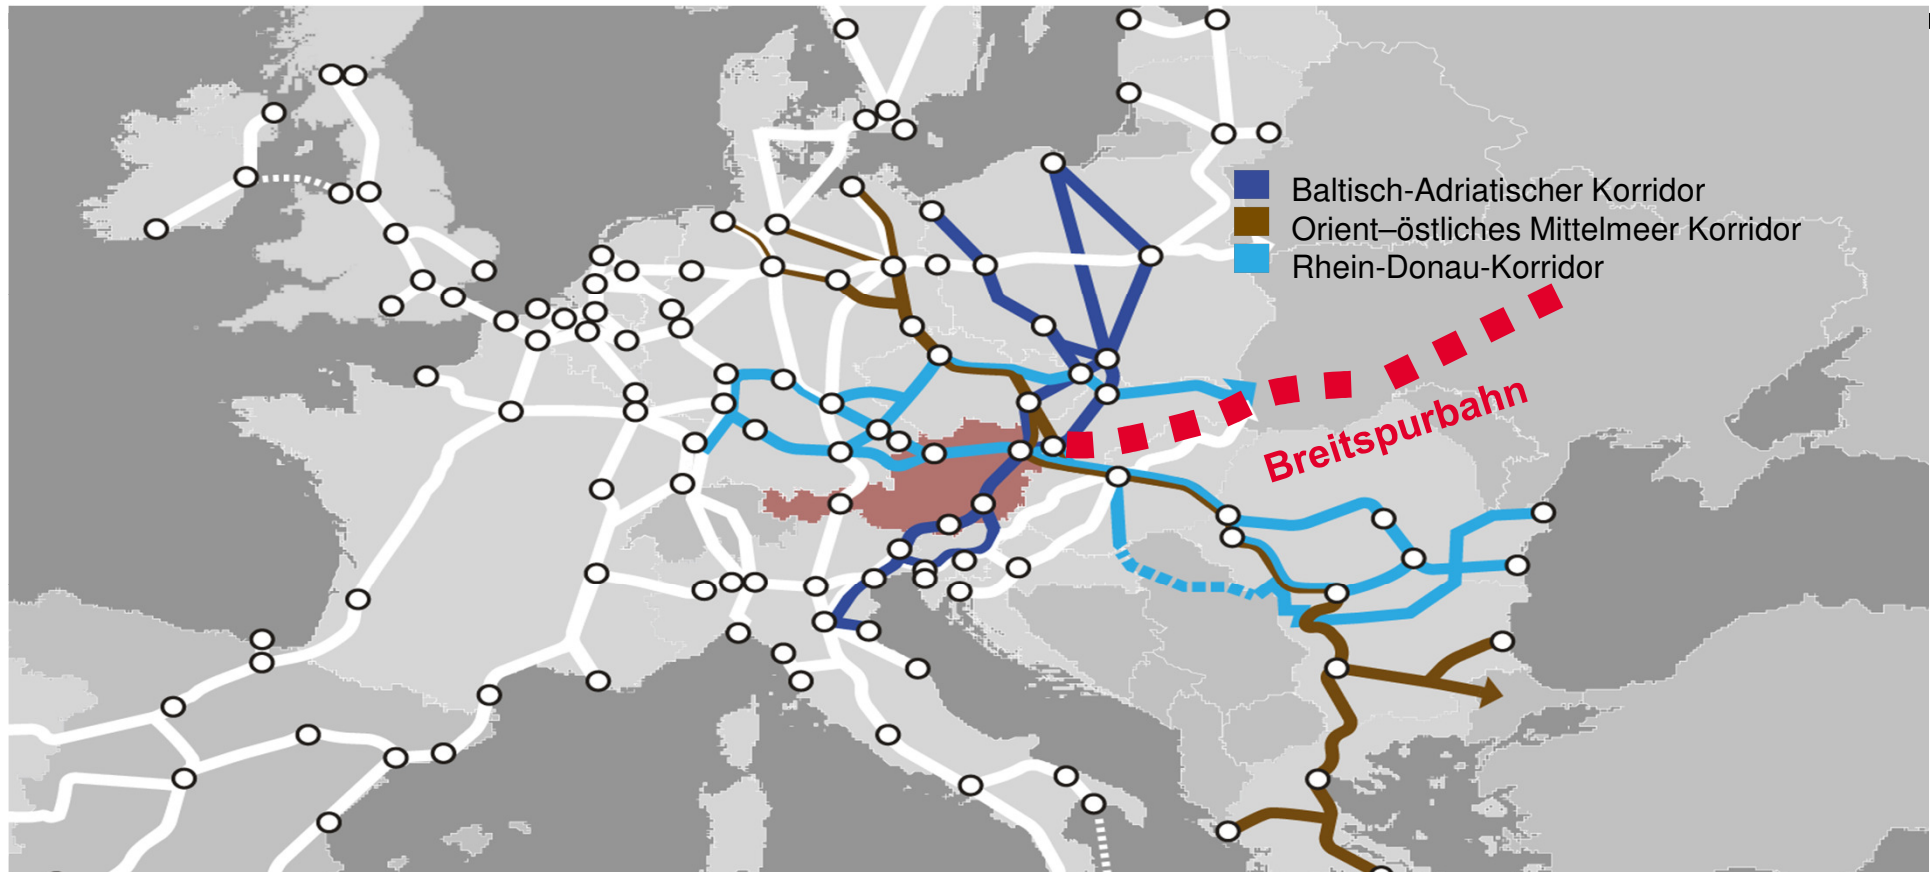 Baltisch-Adriatischer Korridor
Orient–östliches Mittelmeer Korridor
Rhein-Donau-Korridor
Breitspurbahn